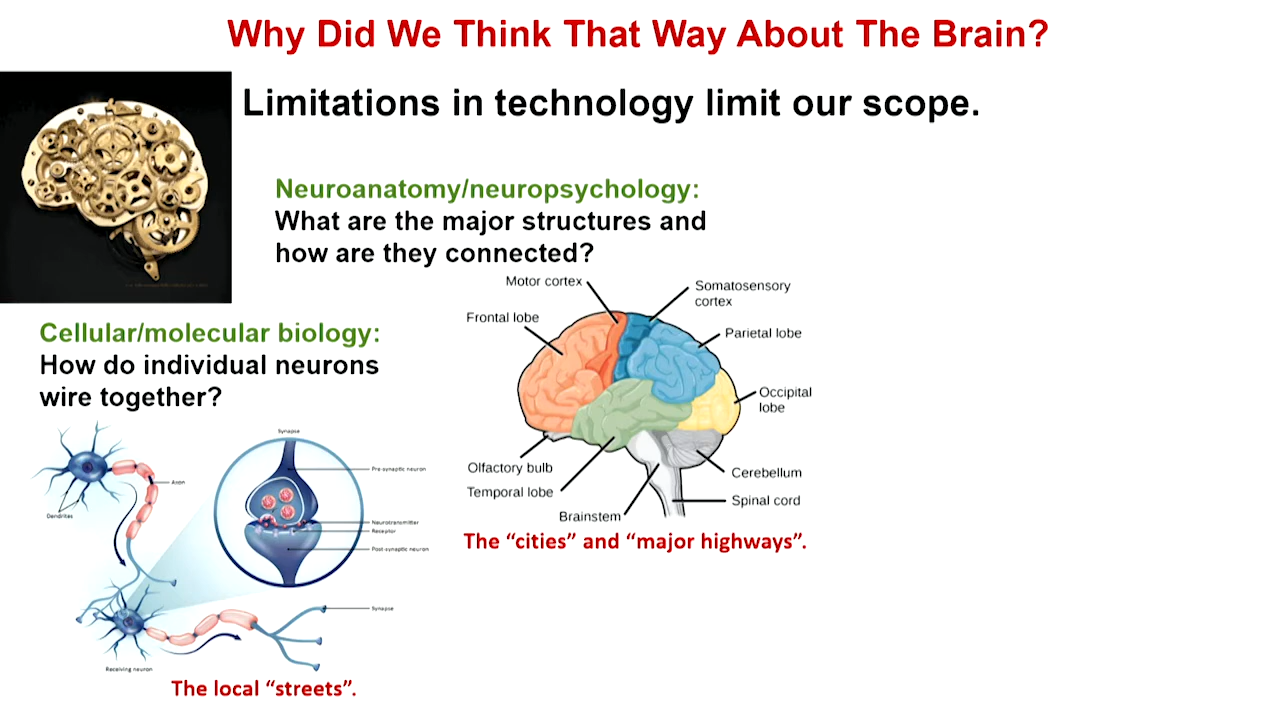 Why Did We Think That Way About The Brain?
Limitations in technology limit our scope.
Neuroanatomy/neuropsychology:
What are the major structures and
how are they connected?
Motor cortex
Somatosensory
cortex
Frontal lobe
Parietal lobe
Occipital
lobe
Olfactory bulb
Temporal lobe
Cerebellum
Spinal cord
Brainstem
The “cities” and “major highways”.
Cellular/molecular biology:
How do individual neurons
wire together?
Synapse
Pre-synaptic neuron
Axon
Dendrites
Neurotransmitter
Receptor
Post-synaptic neuron
Synapse
Receiving neuron
The local “streets”.